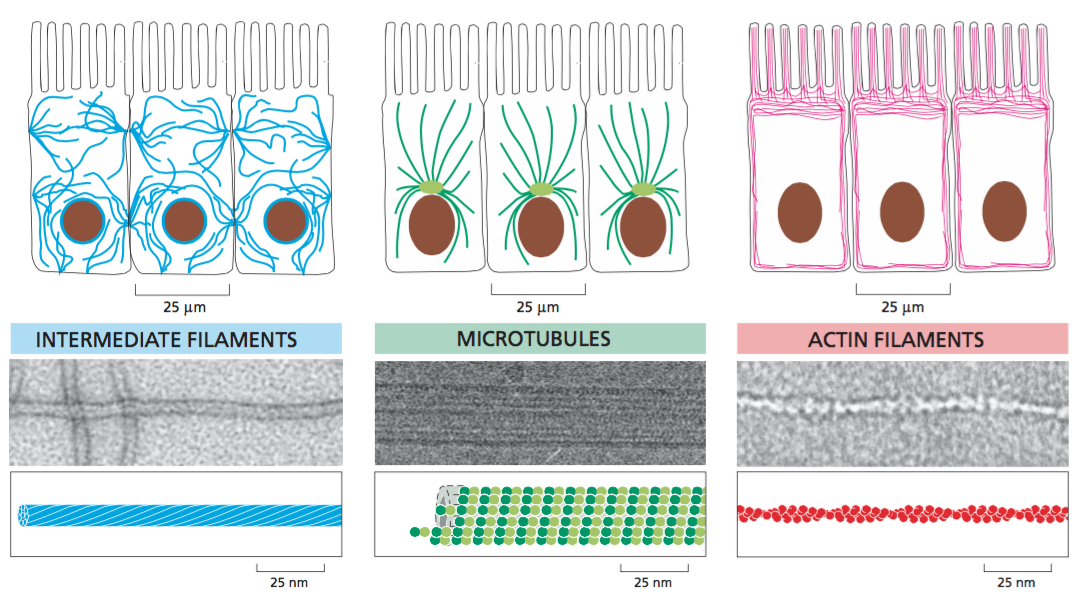 25 µm
25 µm
25 µm
INTERMEDIATE FILAMENTS
MICROTUBULES
ACTIN FILAMENTS
25 nm
25 nm
25 nm